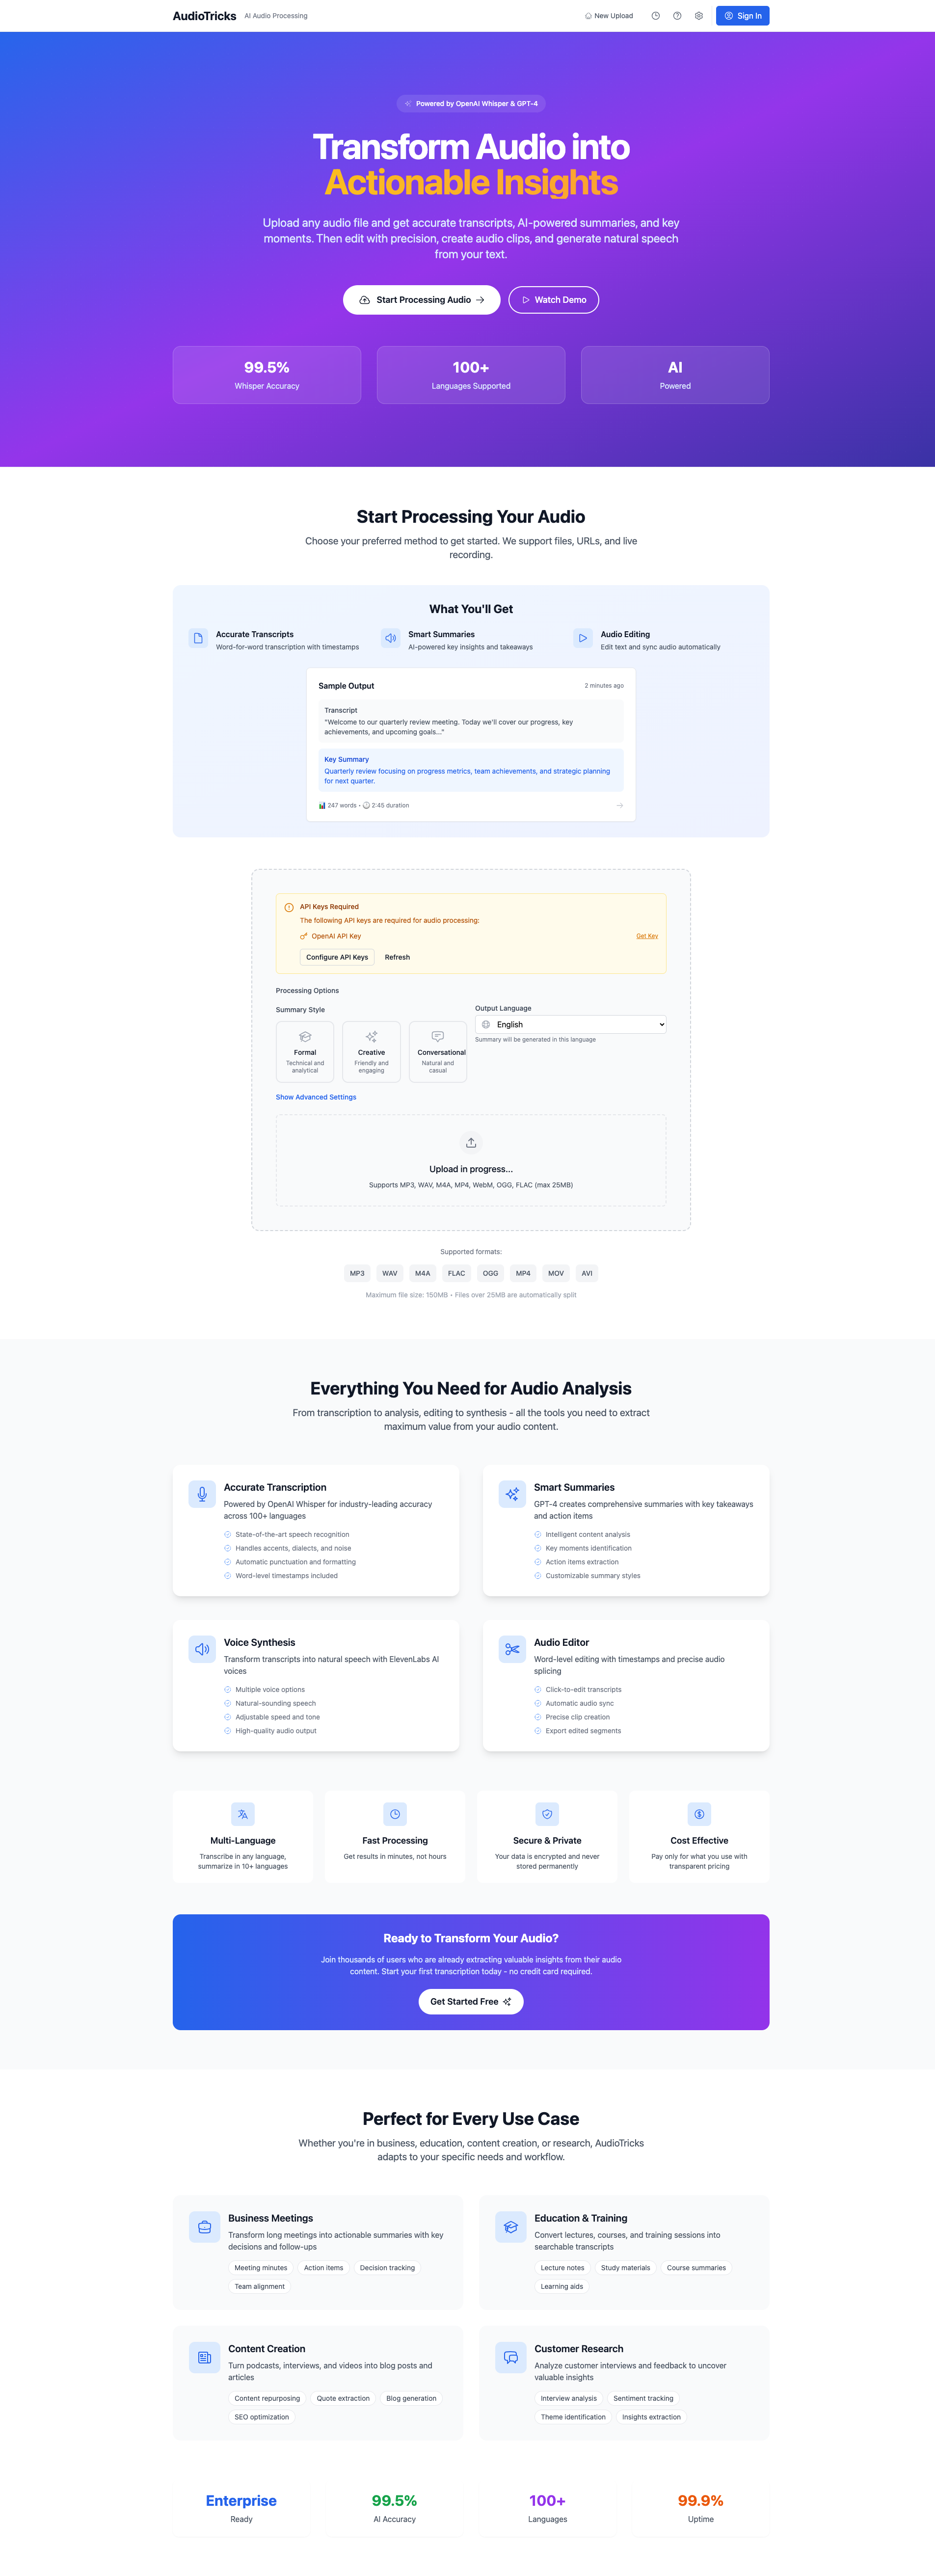 AudioTricks AI Audio Processing New Upload Sign In
Powered by OpenAI Whisper & GPT-4
Transform Audio into
Actionable Insights
Upload any audio file and get accurate transcripts, AI-powered summaries, and key
moments. Then edit with precision, create audio clips, and generate natural speech
from your text.
Start Processing Audio Watch Demo
99.5% 100+ AI
Whisper Accuracy Languages Supported Powered
Start Processing Your Audio
Choose your preferred method to get started. We support files, URLs, and live
recording.
What You'll Get
Accurate Transcripts
Word-for-word transcription with timestamps
Smart Summaries
AI-powered key insights and takeaways
Audio Editing
Edit text and sync audio automatically
Sample Output 2 minutes ago
Transcript
"Welcome to our quarterly review meeting. Today we'll cover our progress, key
achievements, and upcoming goals..."
Key Summary
Quarterly review focusing on progress metrics, team achievements, and strategic planning
for next quarter.
247 words • 2:45 duration
API Keys Required
The following API keys are required for audio processing:
OpenAI API Key Get Key
Configure API Keys Refresh
Processing Options
Summary Style
Formal
Technical and
analytical
Creative
Friendly and
engaging
Conversational
Natural and
casual
Output Language
English
Summary will be generated in this language
Show Advanced Settings
Upload in progress...
Supports MP3, WAV, M4A, MP4, WebM, OGG, FLAC (max 25MB)
Supported formats:
MP3 WAV M4A FLAC OGG MP4 MOV AVI
Maximum file size: 150MB • Files over 25MB are automatically split
Everything You Need for Audio Analysis
From transcription to analysis, editing to synthesis - all the tools you need to extract
maximum value from your audio content.
Accurate Transcription
Powered by OpenAI Whisper for industry-leading accuracy
across 100+ languages
State-of-the-art speech recognition
Handles accents, dialects, and noise
Automatic punctuation and formatting
Word-level timestamps included
Smart Summaries
GPT-4 creates comprehensive summaries with key takeaways
and action items
Intelligent content analysis
Key moments identification
Action items extraction
Customizable summary styles
Voice Synthesis
Transform transcripts into natural speech with ElevenLabs AI
voices
Multiple voice options
Natural-sounding speech
Adjustable speed and tone
High-quality audio output
Audio Editor
Word-level editing with timestamps and precise audio
splicing
Click-to-edit transcripts
Automatic audio sync
Precise clip creation
Export edited segments
Multi-Language
Transcribe in any language,
summarize in 10+ languages
Fast Processing
Get results in minutes, not hours
Secure & Private
Your data is encrypted and never
stored permanently
Cost Effective
Pay only for what you use with
transparent pricing
Ready to Transform Your Audio?
Join thousands of users who are already extracting valuable insights from their audio
content. Start your first transcription today - no credit card required.
Get Started Free
Perfect for Every Use Case
Whether you're in business, education, content creation, or research, AudioTricks
adapts to your specific needs and workflow.
Business Meetings
Transform long meetings into actionable summaries with key
decisions and follow-ups
Meeting minutes Action items Decision tracking
Team alignment
Education & Training
Convert lectures, courses, and training sessions into
searchable transcripts
Lecture notes Study materials Course summaries
Learning aids
Content Creation
Turn podcasts, interviews, and videos into blog posts and
articles
Content repurposing Quote extraction Blog generation
SEO optimization
Customer Research
Analyze customer interviews and feedback to uncover
valuable insights
Interview analysis Sentiment tracking
Theme identification Insights extraction
Enterprise 99.5% 100+ 99.9%
Ready AI Accuracy Languages Uptime